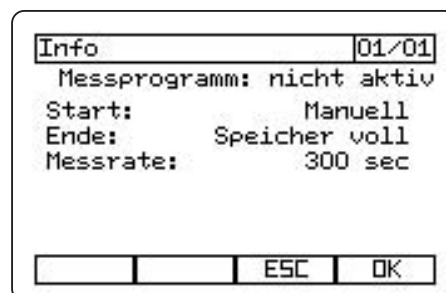 Info 01/01
Messprogramm: nicht aktiv
Start: Manuell
Ende: Speicher voll
Messrate: 300 sec
ESC OK